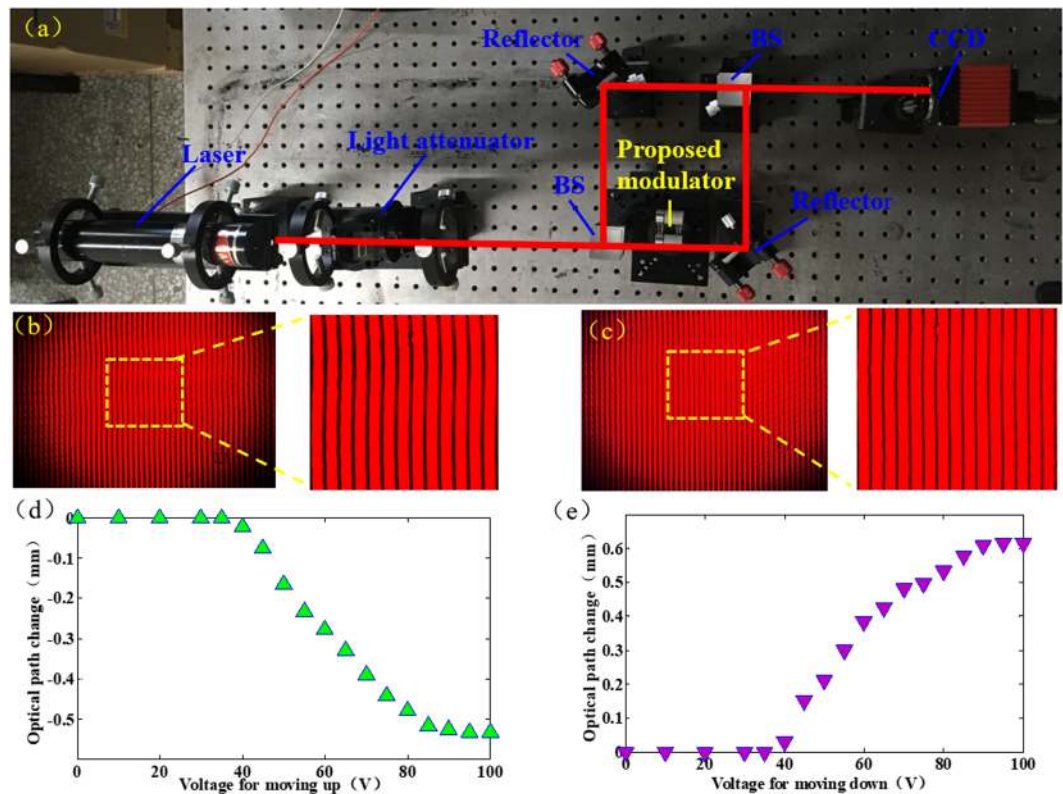 (a)
Reflector
BS
CCD
Laser
Light attenuator
Proposed
modulator
BS
Reflector
(b)
(c)
(d)
0
-0.1
-0.2
-0.3
-0.4
-0.5
Optical path change（mm）
0 20 40 60 80 100
Voltage for moving up（V）
(e)
0.6
0.5
0.4
0.3
0.2
0.1
0
Optical path change（mm）
0 20 40 60 80 100
Voltage for moving down（V）